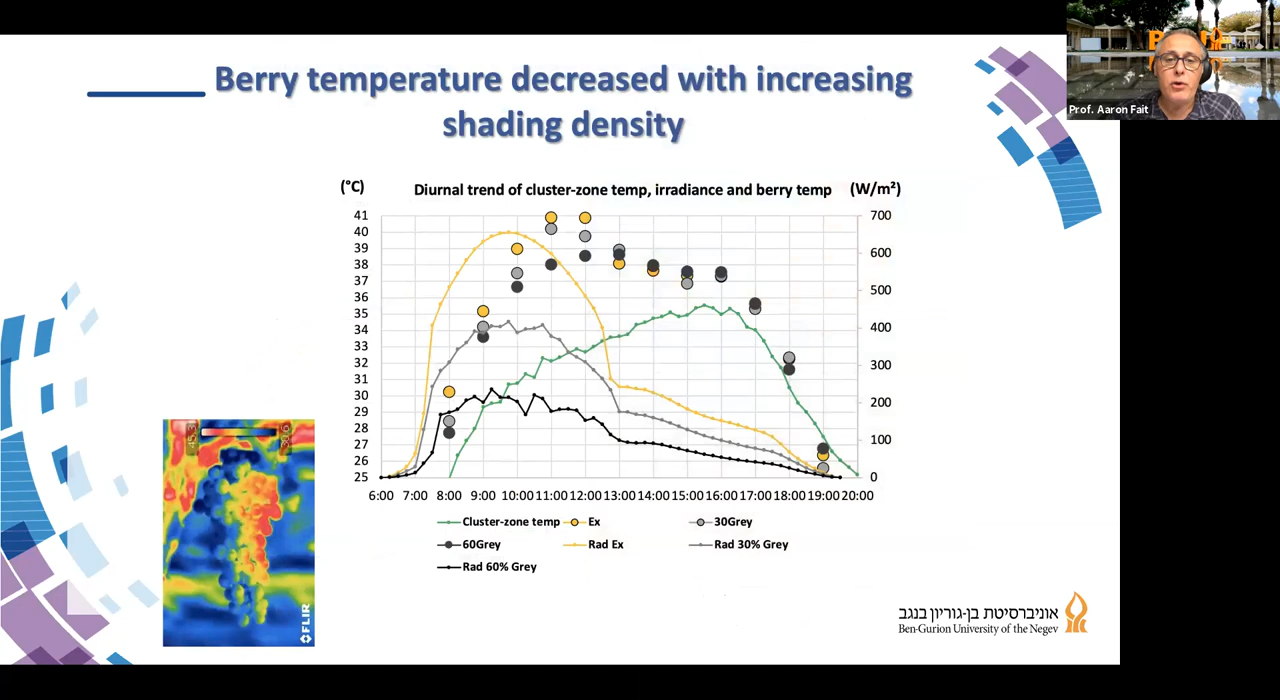 Berry temperature decreased with increasing
shading density
Prof. Aaron Fait
(°C)
Diurnal trend of cluster-zone temp, irradiance and berry temp
(W/m²)
41
40
39
38
37
36
35
34
33
32
31
30
29
28
27
26
25
700
600
500
400
300
200
100
0
6:00 7:00 8:00 9:00 10:00 11:00 12:00 13:00 14:00 15:00 16:00 17:00 18:00 19:00 20:00
Cluster-zone temp Ex 30Grey
60Grey Rad Ex Rad 30% Grey
Rad 60% Grey
FLIR
אוניברסיטת בן-גוריון בנגב
Ben-Gurion University of the Negev